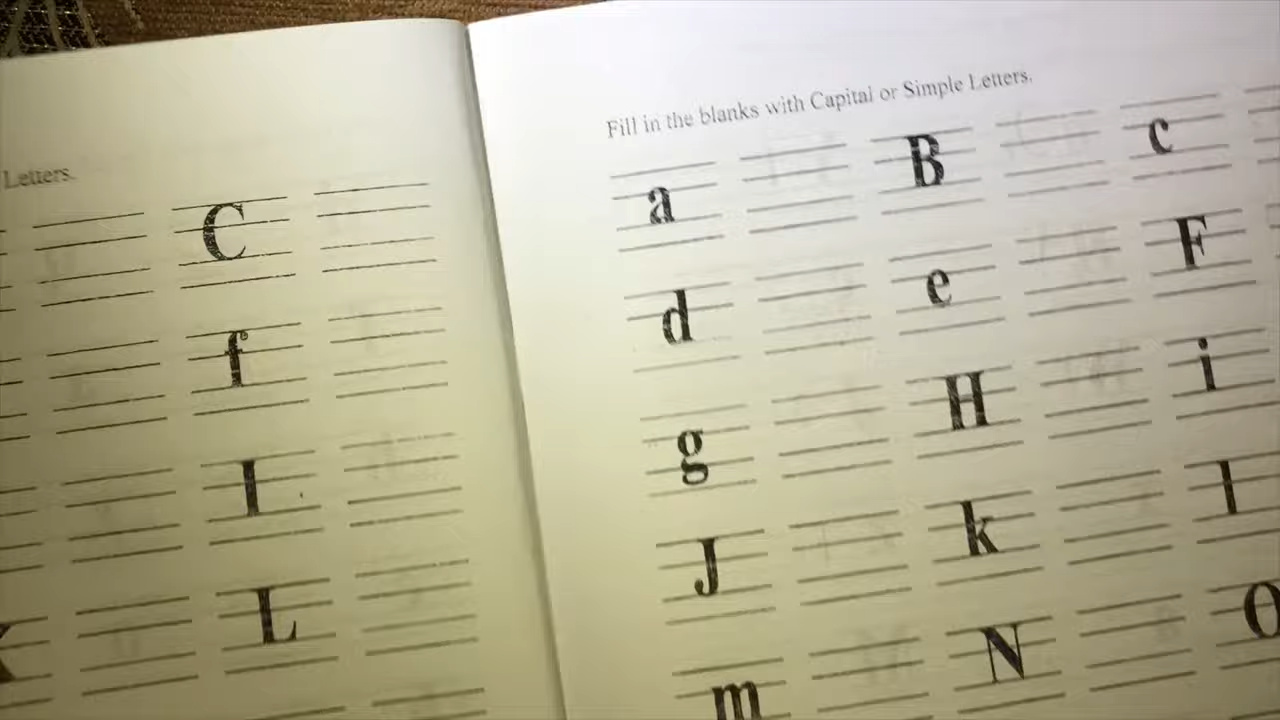 Letters.
C
f
I
L
Fill in the blanks with Capital or Simple Letters.
a B c
d e F
g H i
J k l
m N O